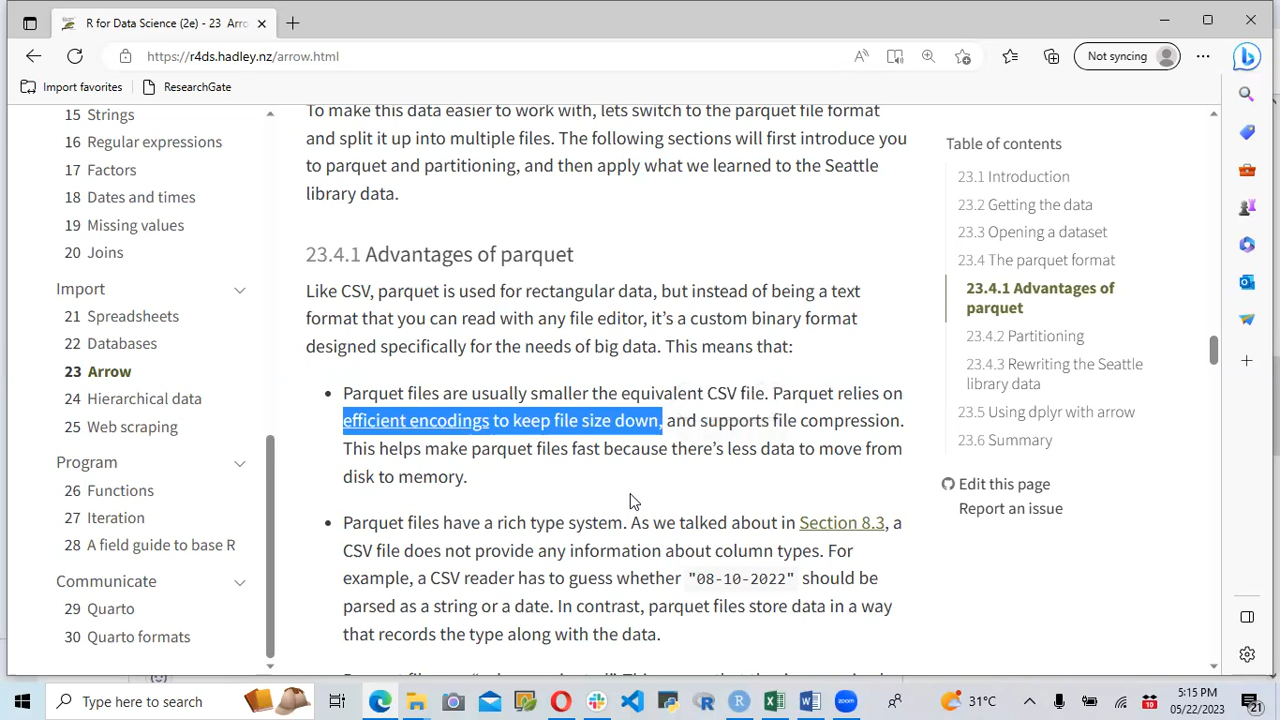 R for Data Science (2e) - 23 Arro
https://r4ds.hadley.nz/arrow.html
Not syncing
Import favorites
ResearchGate
15 Strings
16 Regular expressions
17 Factors
18 Dates and times
19 Missing values
20 Joins
Import
21 Spreadsheets
22 Databases
23 Arrow
24 Hierarchical data
25 Web scraping
Program
26 Functions
27 Iteration
28 A field guide to base R
Communicate
29 Quarto
30 Quarto formats
To make this data easier to work with, lets switch to the parquet file format
and split it up into multiple files. The following sections will first introduce you
to parquet and partitioning, and then apply what we learned to the Seattle
library data.
23.4.1 Advantages of parquet
Like CSV, parquet is used for rectangular data, but instead of being a text
format that you can read with any file editor, it's a custom binary format
designed specifically for the needs of big data. This means that:
• Parquet files are usually smaller the equivalent CSV file. Parquet relies on
efficient encodings to keep file size down, and supports file compression.
This helps make parquet files fast because there's less data to move from
disk to memory.
• Parquet files have a rich type system. As we talked about in Section 8.3, a
CSV file does not provide any information about column types. For
example, a CSV reader has to guess whether "08-10-2022" should be
parsed as a string or a date. In contrast, parquet files store data in a way
that records the type along with the data.
Table of contents
23.1 Introduction
23.2 Getting the data
23.3 Opening a dataset
23.4 The parquet format
23.4.1 Advantages of
parquet
23.4.2 Partitioning
23.4.3 Rewriting the Seattle
library data
23.5 Using dplyr with arrow
23.6 Summary
Edit this page
Report an issue
Type here to search
31°C
5:15 PM
05/22/2023
21